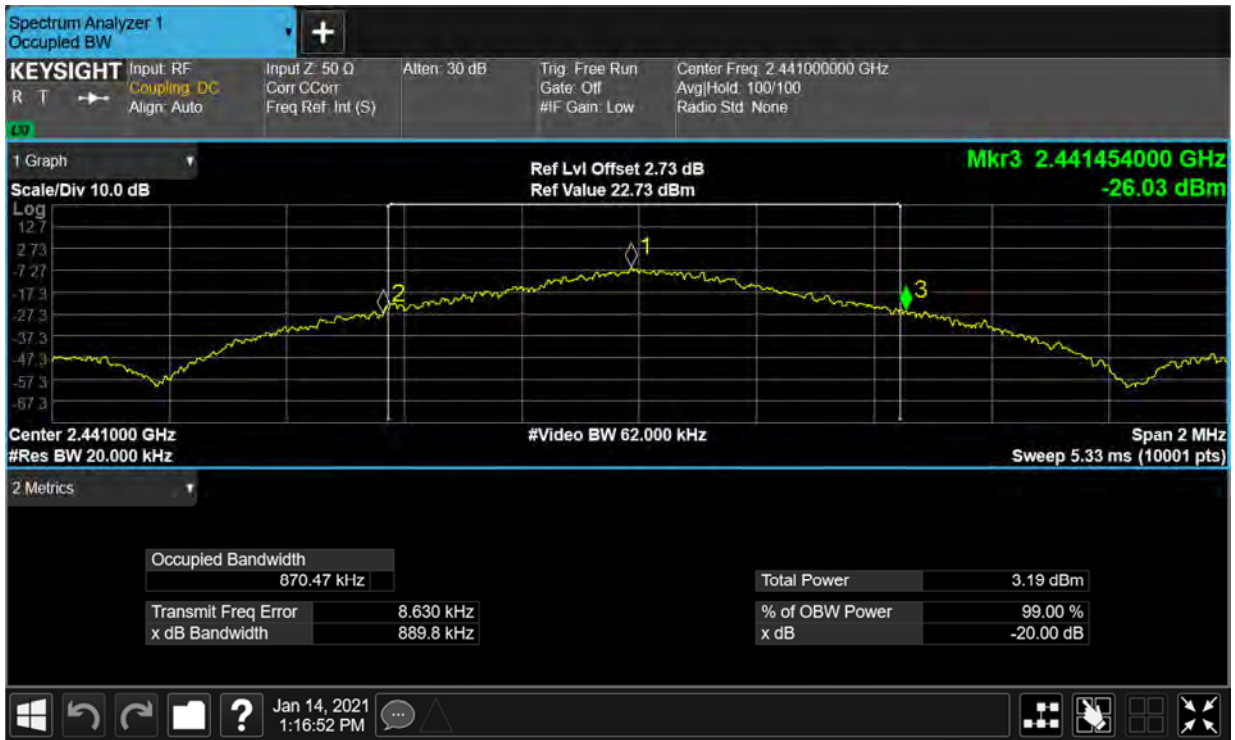 Spectrum Analyzer 1
Occupied BW
+
KEYSIGHT
R T
LXI
Input: RF
Coupling: DC
Align: Auto
Input Z: 50 Ω
Corr CCorr
Freq Ref: Int (S)
Atten: 30 dB
Trig: Free Run
Gate: Off
#IF Gain: Low
Center Freq: 2.441000000 GHz
Avg|Hold: 100/100
Radio Std: None
1 Graph
Scale/Div 10.0 dB
Ref Lvl Offset 2.73 dB
Ref Value 22.73 dBm
Mkr3 2.441454000 GHz
-26.03 dBm
Log
12.7
2.73
-7.27
-17.3
-27.3
-37.3
-47.3
-57.3
-67.3
1
2
3
Center 2.441000 GHz
#Res BW 20.000 kHz
#Video BW 62.000 kHz
Span 2 MHz
Sweep 5.33 ms (10001 pts)
2 Metrics
Occupied Bandwidth
870.47 kHz
Transmit Freq Error 8.630 kHz
x dB Bandwidth 889.8 kHz
Total Power 3.19 dBm
% of OBW Power 99.00 %
x dB -20.00 dB
?
Jan 14, 2021
1:16:52 PM